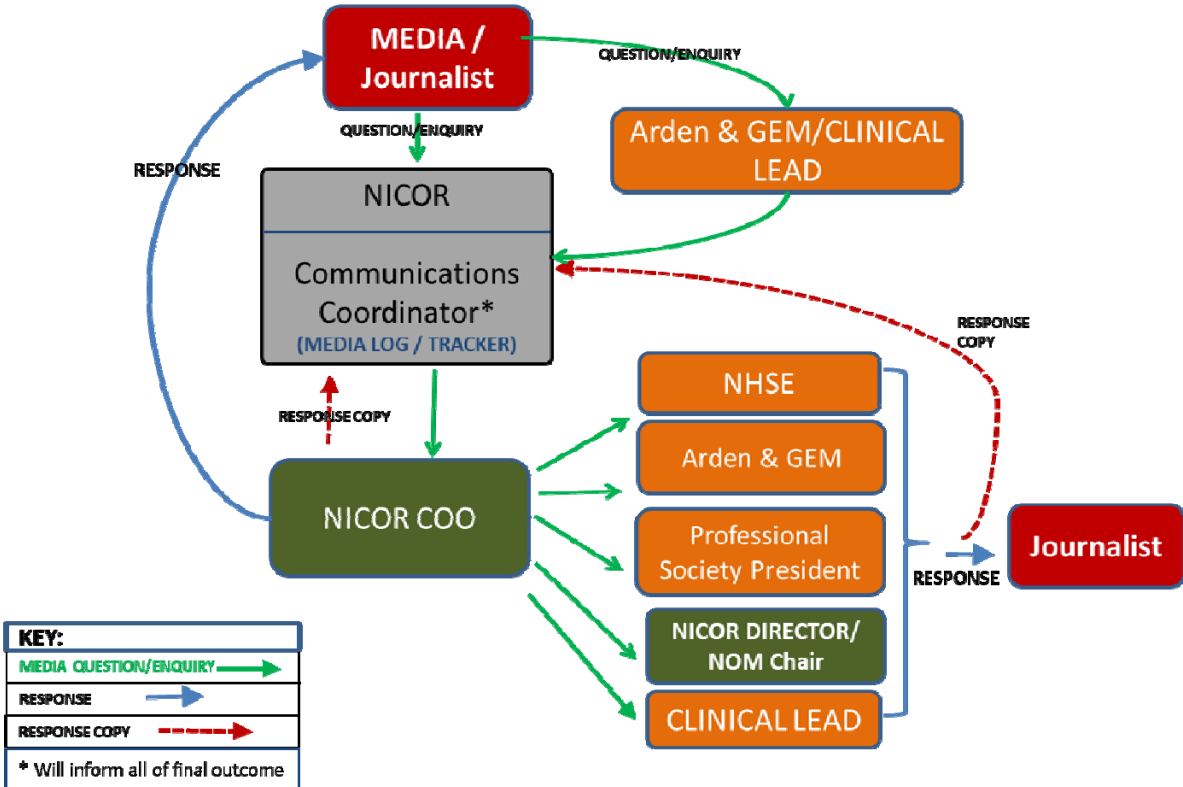 MEDIA /
Journalist
QUESTION/ENQUIRY
QUESTION/ENQUIRY
Arden & GEM/CLINICAL
LEAD
RESPONSE
NICOR
Communications
Coordinator*
(MEDIA LOG / TRACKER)
RESPONSE
COPY
RESPONSE COPY
NICOR COO
NHSE
Arden & GEM
Professional
Society President
NICOR DIRECTOR/
NOM Chair
CLINICAL LEAD
RESPONSE
Journalist
KEY:
MEDIA QUESTION/ENQUIRY
RESPONSE
RESPONSE COPY
* Will inform all of final outcome